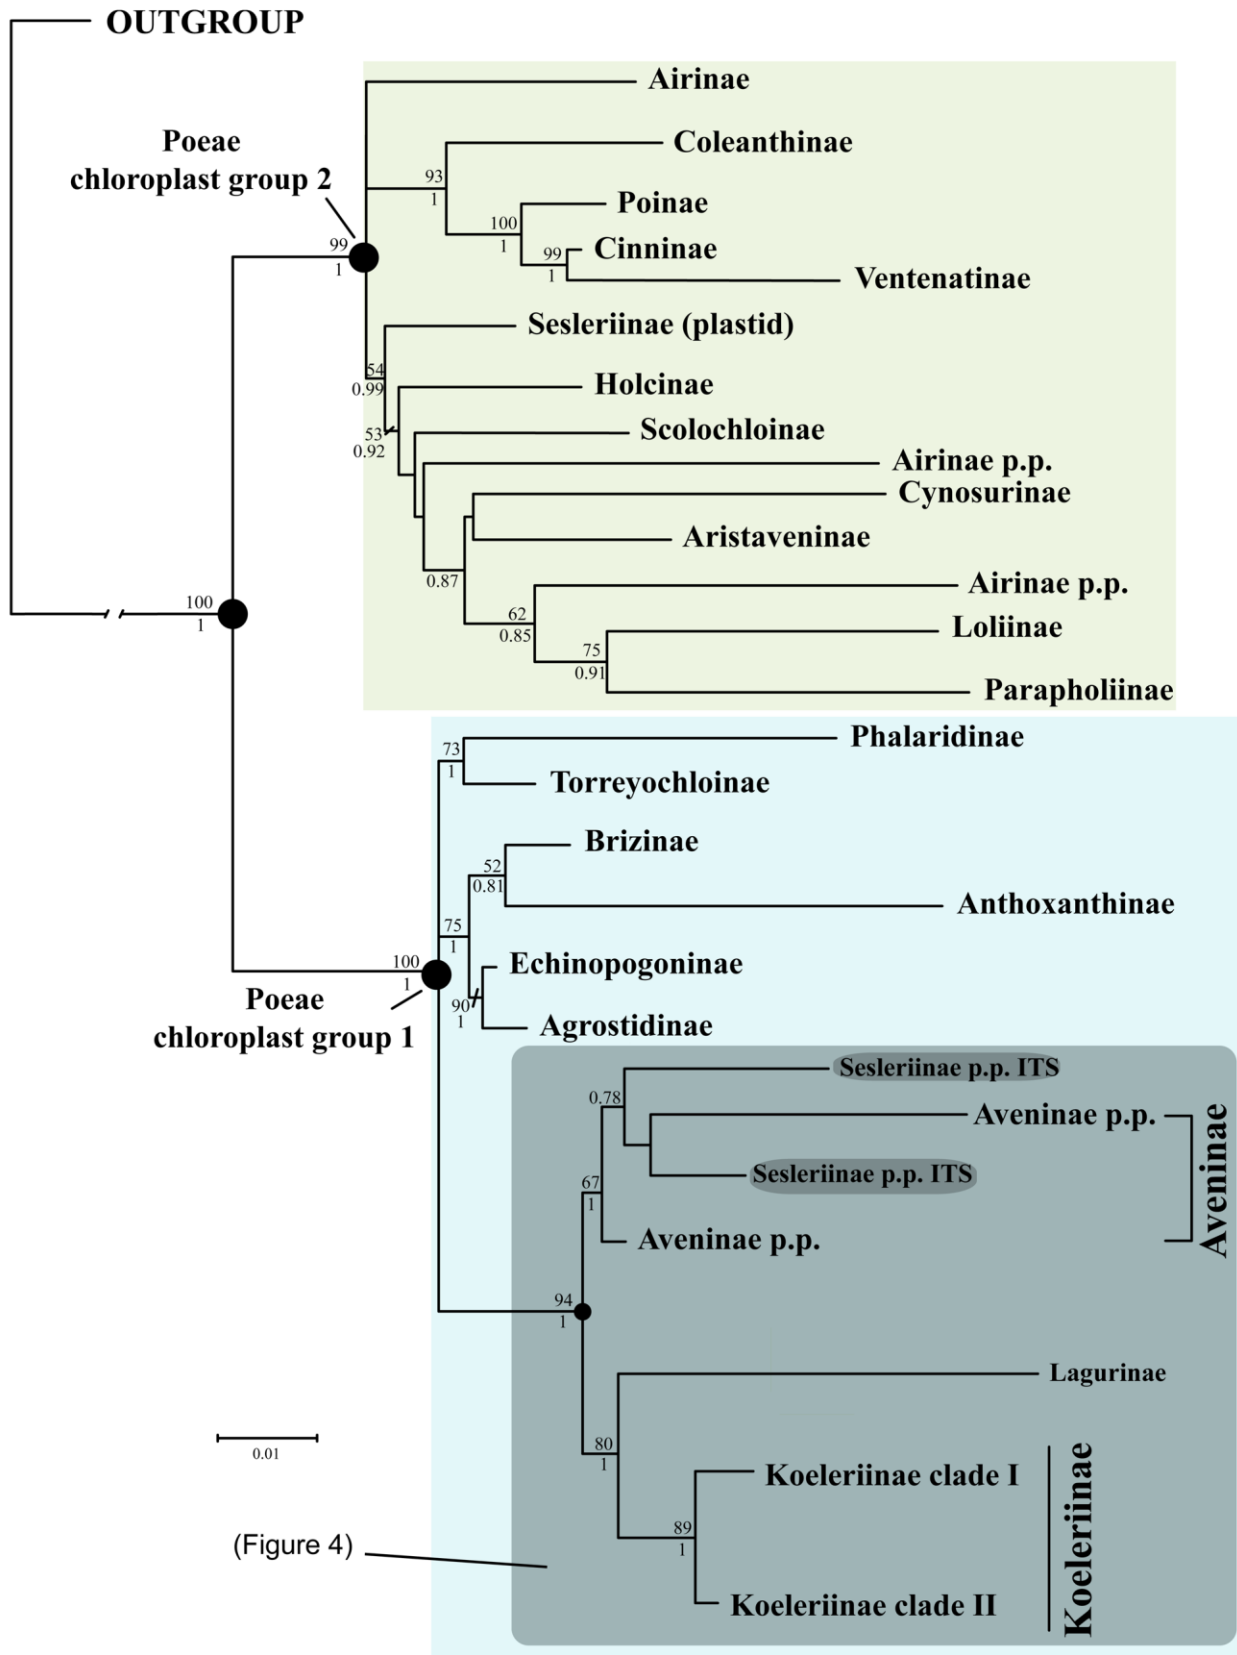 OUTGROUP
Airinae
Poeae
chloroplast group 2
Coleanthinae
93
1
Poinae
100
1
Cinninae
99
1
99
1
Ventenatinae
Sesleriinae (plastid)
54
0.99
Holcinae
53
0.92
Scolochloinae
Airinae p.p.
Cynosurinae
Aristaveninae
0.87
Airinae p.p.
100
1
62
0.85
Loliinae
75
0.91
Parapholiinae
Phalaridinae
73
1
Torreyochloinae
Brizinae
52
0.81
Anthoxanthinae
75
1
Echinopogoninae
100
1
90
1
Poeae
chloroplast group 1
Agrostidinae
Sesleriinae p.p. ITS
0.78
Aveninae p.p.
Aveninae
Sesleriinae p.p. ITS
67
1
Aveninae p.p.
94
1
Lagurinae
0.01
80
1
Koeleriinae clade I
Koeleriinae
89
1
(Figure 4)
Koeleriinae clade II